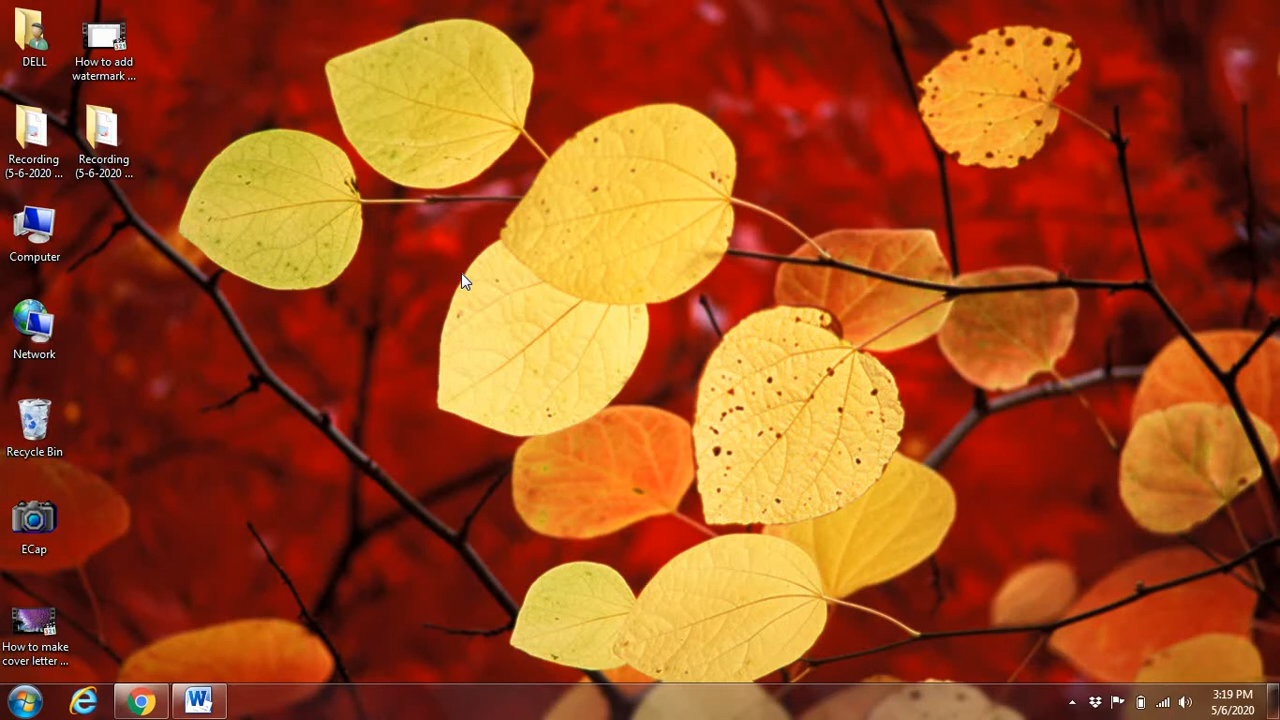 DELL
How to add
watermark ...
Recording
(5-6-2020 ...
Recording
(5-6-2020 ...
Computer
Network
Recycle Bin
ECap
How to make
cover letter ...
3:19 PM
5/6/2020